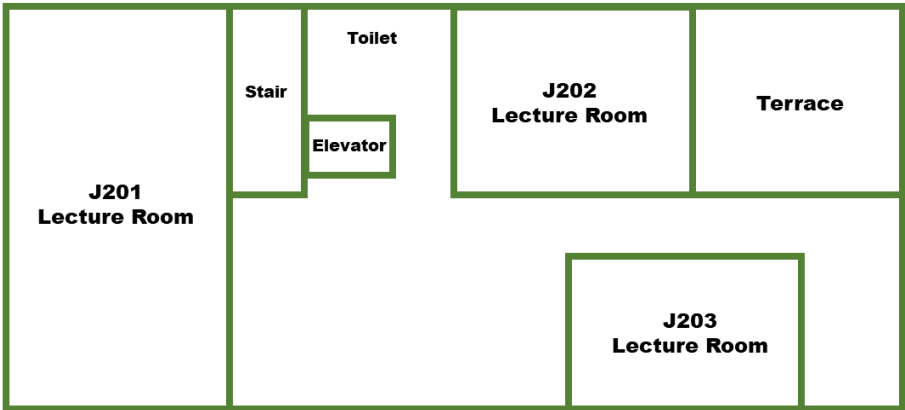 Toilet
Stair
J202
Lecture Room
Terrace
Elevator
J201
Lecture Room
J203
Lecture Room